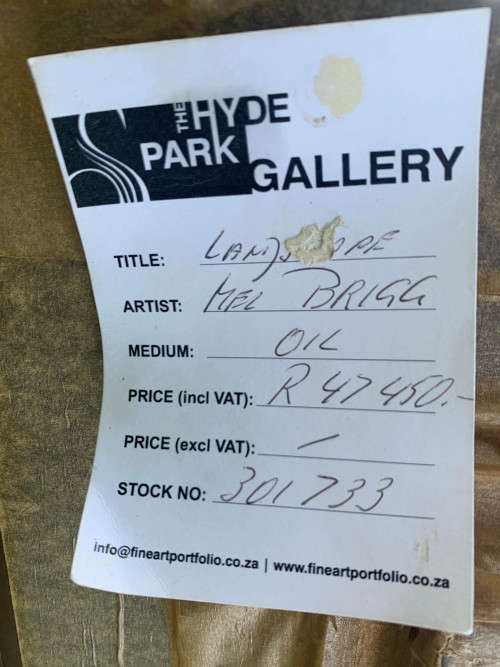 THE HYDE
PARK
GALLERY
TITLE:
ARTIST: MEL BRIGG
MEDIUM: OIL
PRICE (incl VAT): R 47 450.-
PRICE (excl VAT): -
STOCK NO: 301733
info@fineartportfolio.co.za | www.fineartportfolio.co.za